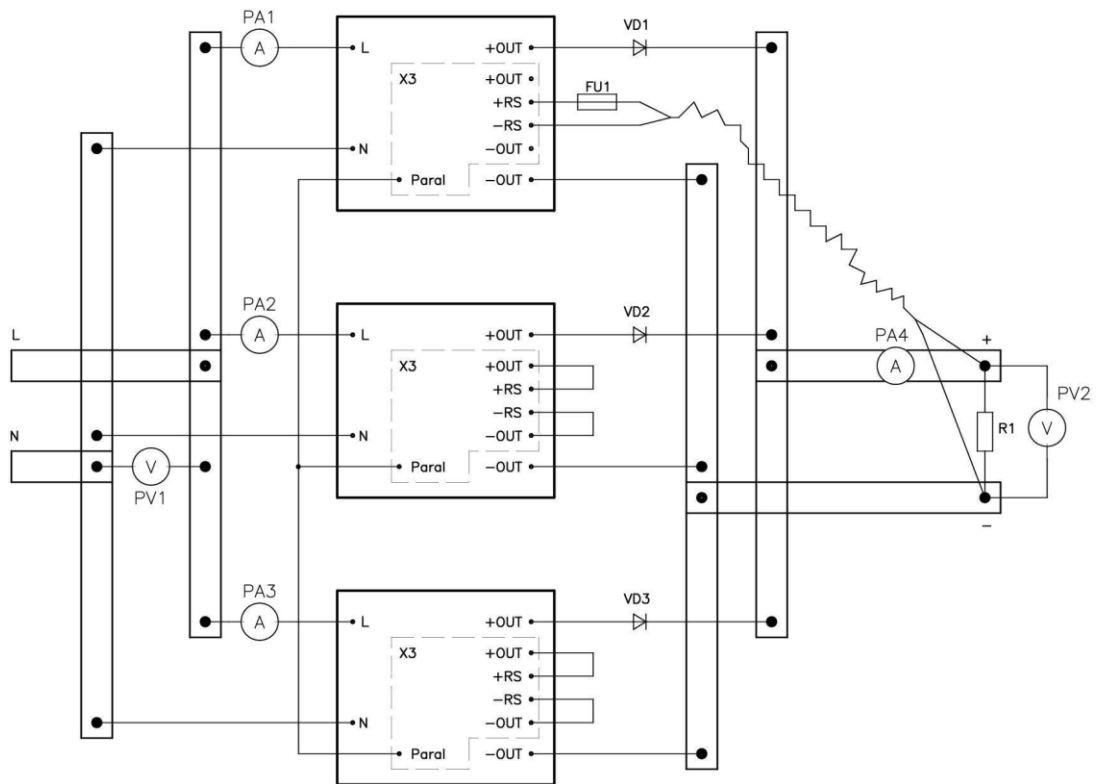 PA1
A
L
N
X3
+OUT
+OUT
+RS
-RS
-OUT
Paral
-OUT
VD1
FU1
PA2
A
L
N
X3
+OUT
+OUT
+RS
-RS
-OUT
Paral
-OUT
VD2
L
N
V
PV1
PA4
A
+
R1
V
PV2
-
PA3
A
L
N
X3
+OUT
+OUT
+RS
-RS
-OUT
Paral
-OUT
VD3